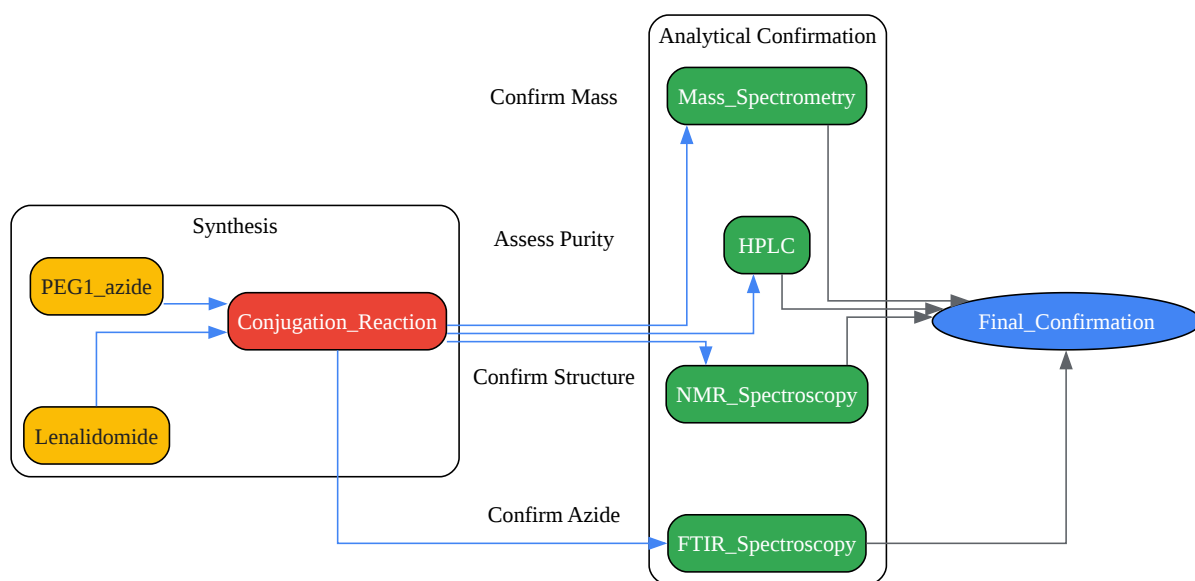 Analytical Confirmation
Confirm Mass
Mass_Spectrometry
Synthesis
Assess Purity
HPLC
PEG1_azide
Conjugation_Reaction
Final_Confirmation
Confirm Structure
NMR_Spectroscopy
Lenalidomide
Confirm Azide
FTIR_Spectroscopy